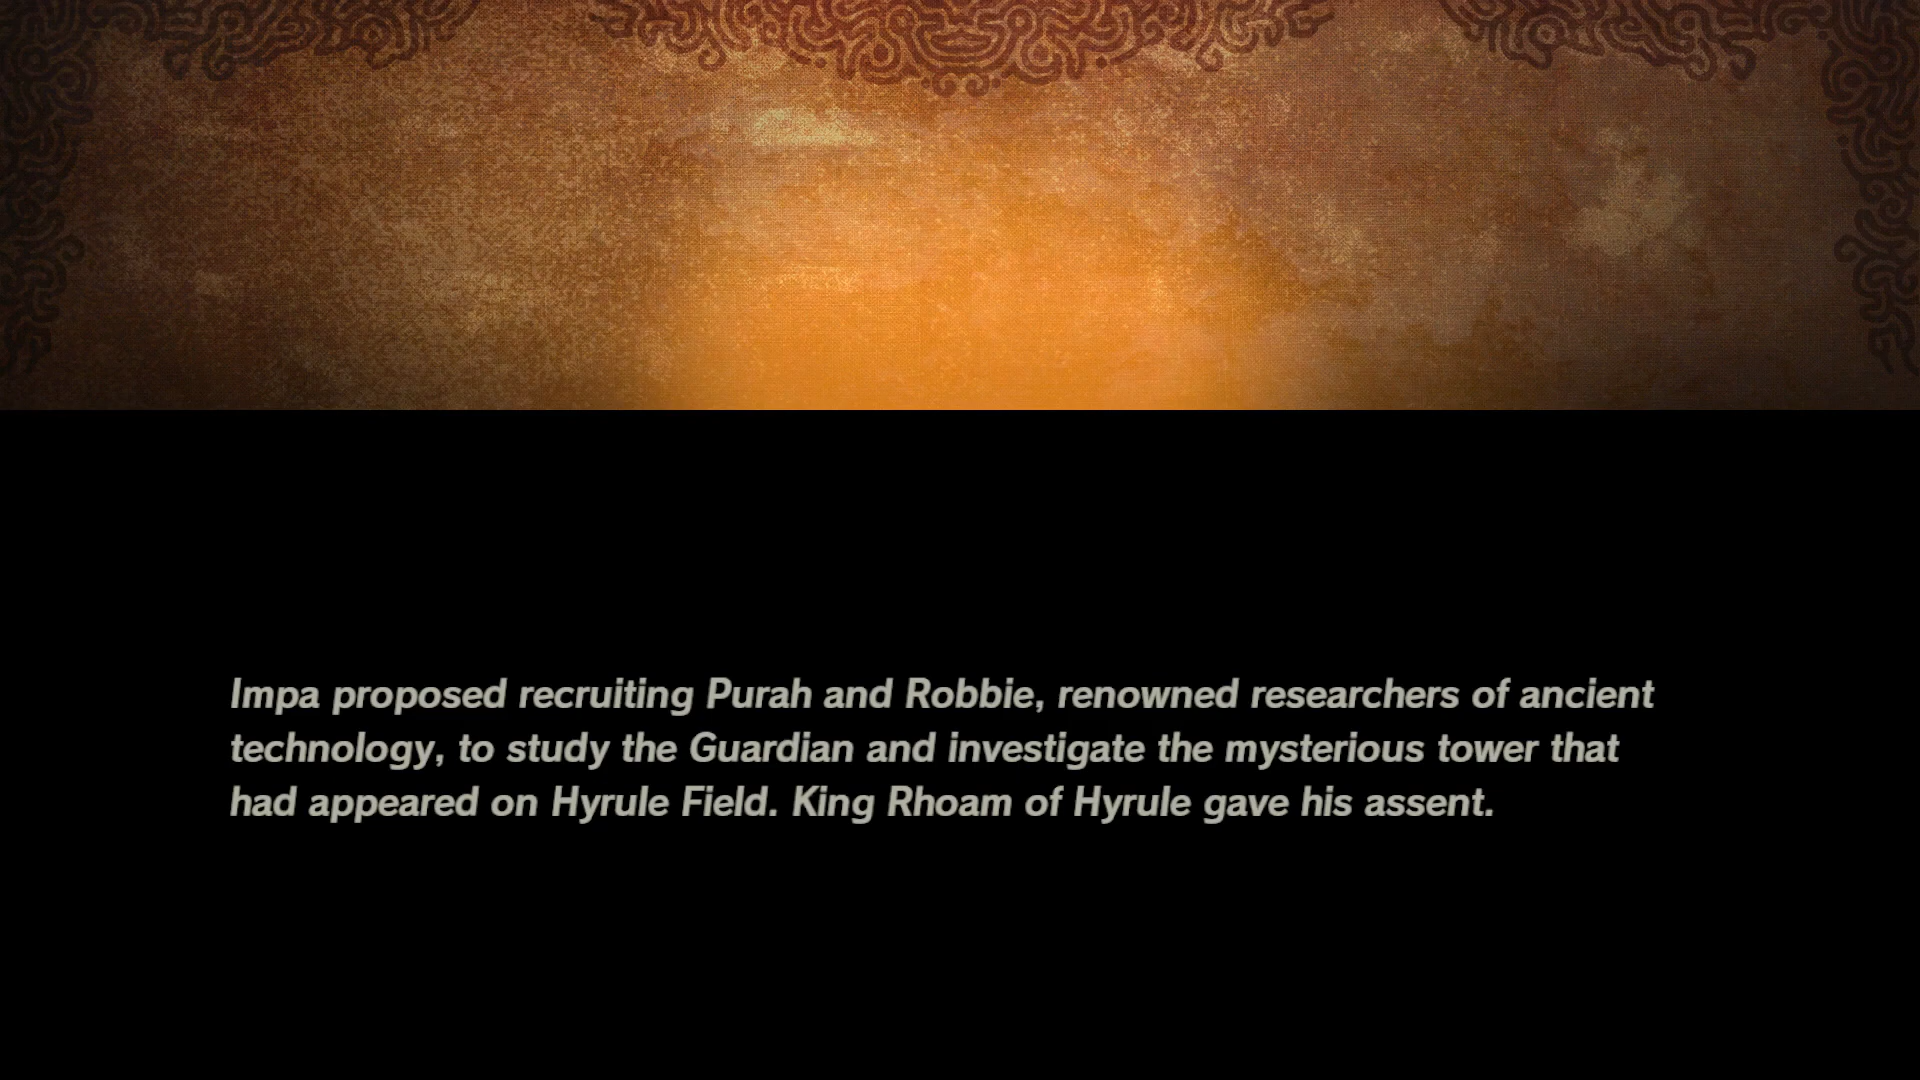 Impa proposed recruiting Purah and Robbie, renowned researchers of ancient
technology, to study the Guardian and investigate the mysterious tower that
had appeared on Hyrule Field. King Rhoam of Hyrule gave his assent.